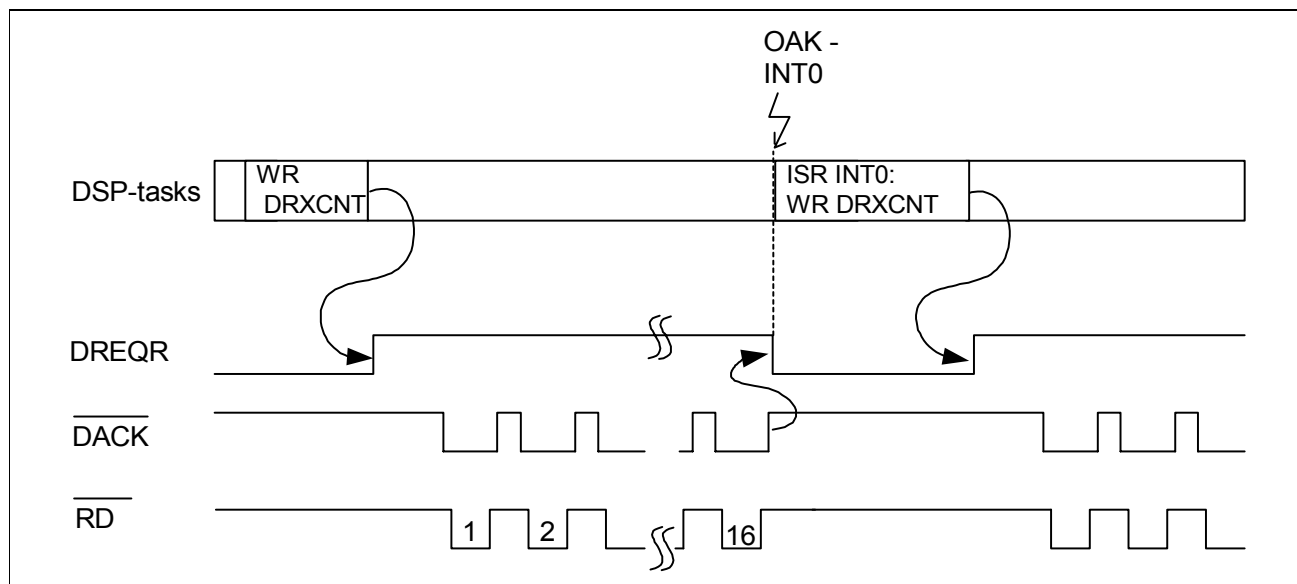 OAK -
INT0
DSP-tasks
WR
DRXCNT
ISR INT0:
WR DRXCNT
DREQR
DACK
RD
1
2
16